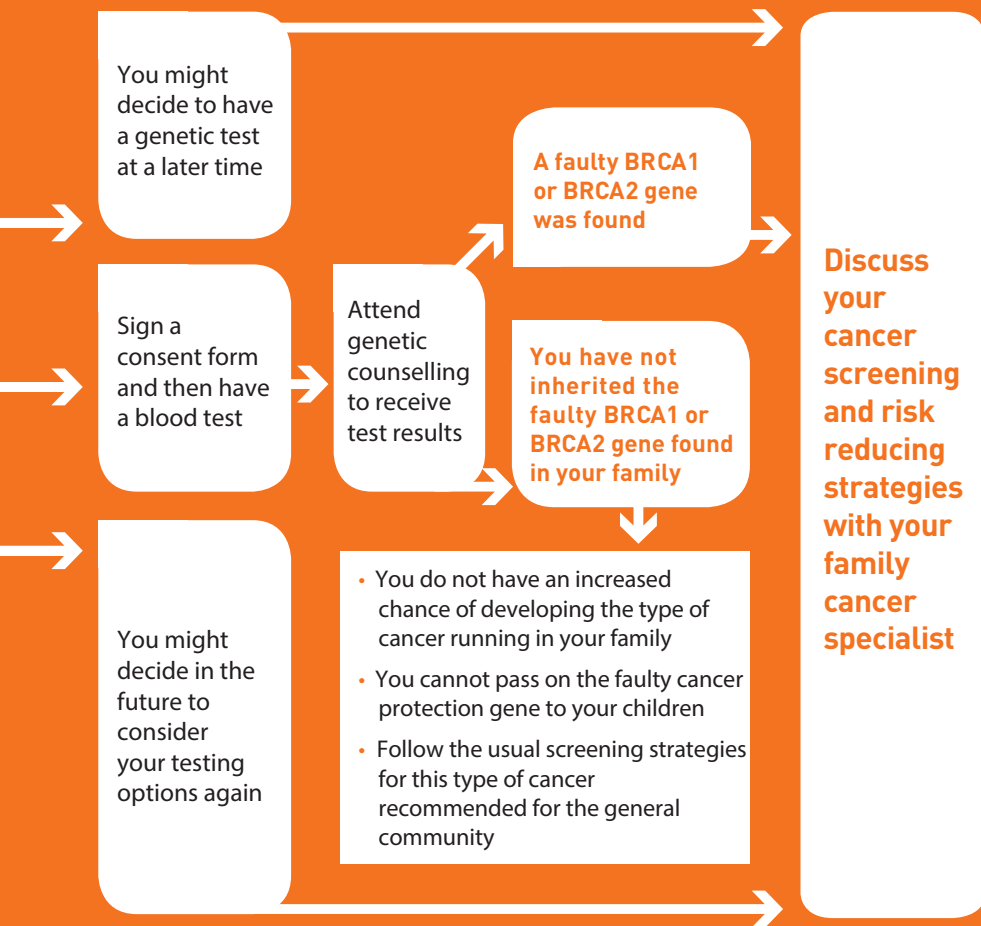 You might
decide to have
a genetic test
at a later time
Sign a
consent form
and then have
a blood test
Attend
genetic
counselling
to receive
test results
A faulty BRCA1
or BRCA2 gene
was found
You have not
inherited the
faulty BRCA1 or
BRCA2 gene found
in your family
• You do not have an increased
chance of developing the type of
cancer running in your family
• You cannot pass on the faulty cancer
protection gene to your children
• Follow the usual screening strategies
for this type of cancer
recommended for the general
community
You might
decide in the
future to
consider
your testing
options again
Discuss
your
cancer
screening
and risk
reducing
strategies
with your
family
cancer
specialist